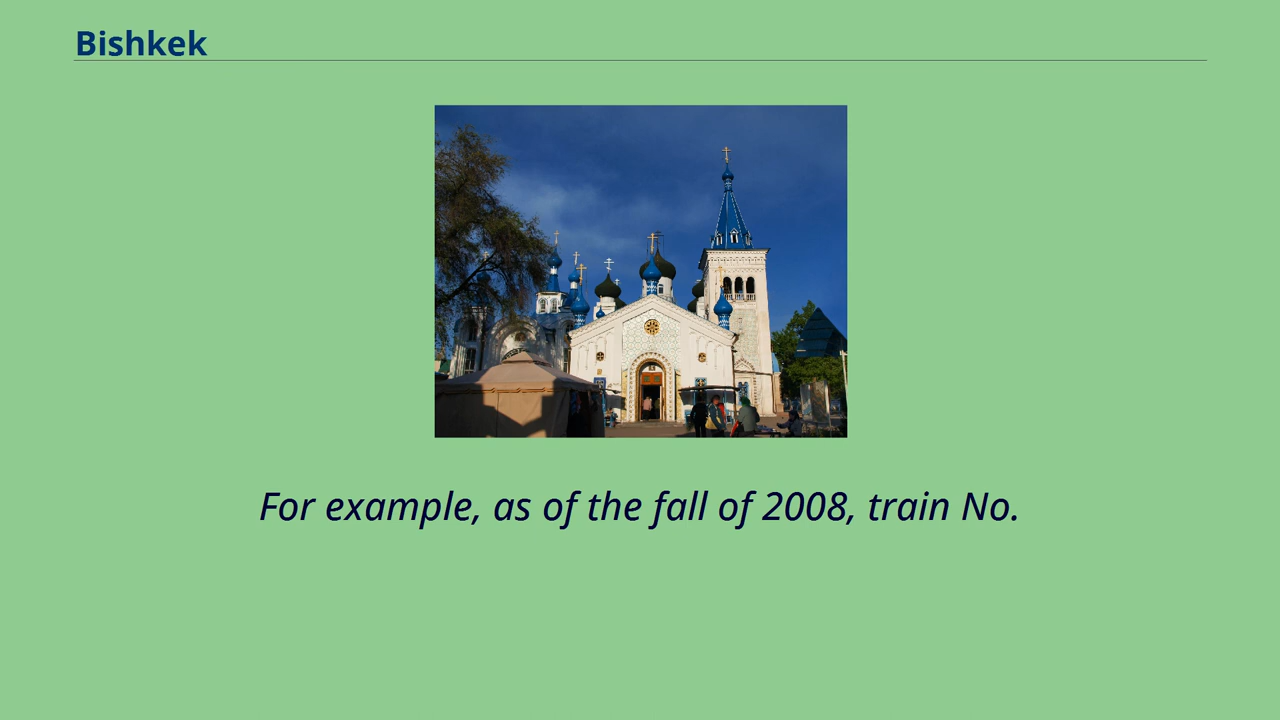 Bishkek
For example, as of the fall of 2008, train No.